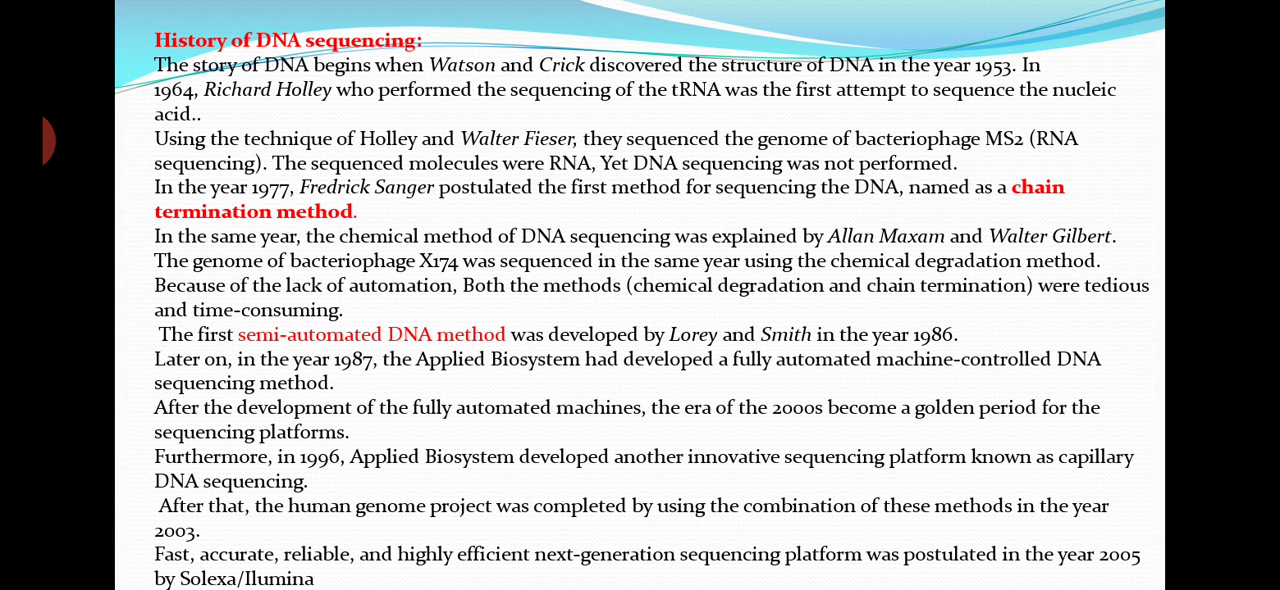 History of DNA sequencing:
The story of DNA begins when Watson and Crick discovered the structure of DNA in the year 1953. In
1964, Richard Holley who performed the sequencing of the tRNA was the first attempt to sequence the nucleic
acid..
Using the technique of Holley and Walter Fieser, they sequenced the genome of bacteriophage MS2 (RNA
sequencing). The sequenced molecules were RNA, Yet DNA sequencing was not performed.
In the year 1977, Fredrick Sanger postulated the first method for sequencing the DNA, named as a chain
termination method.
In the same year, the chemical method of DNA sequencing was explained by Allan Maxam and Walter Gilbert.
The genome of bacteriophage X174 was sequenced in the same year using the chemical degradation method.
Because of the lack of automation, Both the methods (chemical degradation and chain termination) were tedious
and time-consuming.
The first semi-automated DNA method was developed by Lorey and Smith in the year 1986.
Later on, in the year 1987, the Applied Biosystem had developed a fully automated machine-controlled DNA
sequencing method.
After the development of the fully automated machines, the era of the 2000s become a golden period for the
sequencing platforms.
Furthermore, in 1996, Applied Biosystem developed another innovative sequencing platform known as capillary
DNA sequencing.
After that, the human genome project was completed by using the combination of these methods in the year
2003.
Fast, accurate, reliable, and highly efficient next-generation sequencing platform was postulated in the year 2005
by Solexa/Ilumina